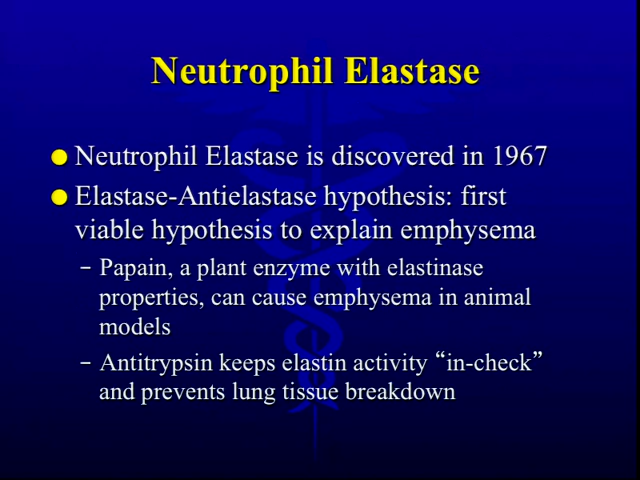 Neutrophil Elastase
Neutrophil Elastase is discovered in 1967
Elastase-Antielastase hypothesis: first
viable hypothesis to explain emphysema
– Papain, a plant enzyme with elastinase
properties, can cause emphysema in animal
models
– Antitrypsin keeps elastin activity “in-check”
and prevents lung tissue breakdown